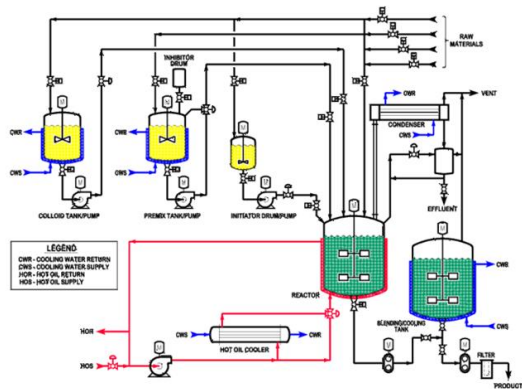 RAW
MATERIALS
INHIBITOR
DRUM
CWR
VENT
CONDENSER
CWS
CWR
CWR
CWS
CWS
EFFLUENT
COLLOID TANK/PUMP
PREMIX TANK/PUMP
INITIATOR DRUM/PUMP
LEGEND
CWR - COOLING WATER RETURN
CWS - COOLING WATER SUPPLY
HOR - HOT OIL RETURN
HOS - HOT OIL SUPPLY
CWR
REACTOR
BLENDING/COOLING
TANK
CWS
HOR
CWS
CWR
HOT OIL COOLER
FILTER
HOS
PRODUCT
M
M
M
M
M